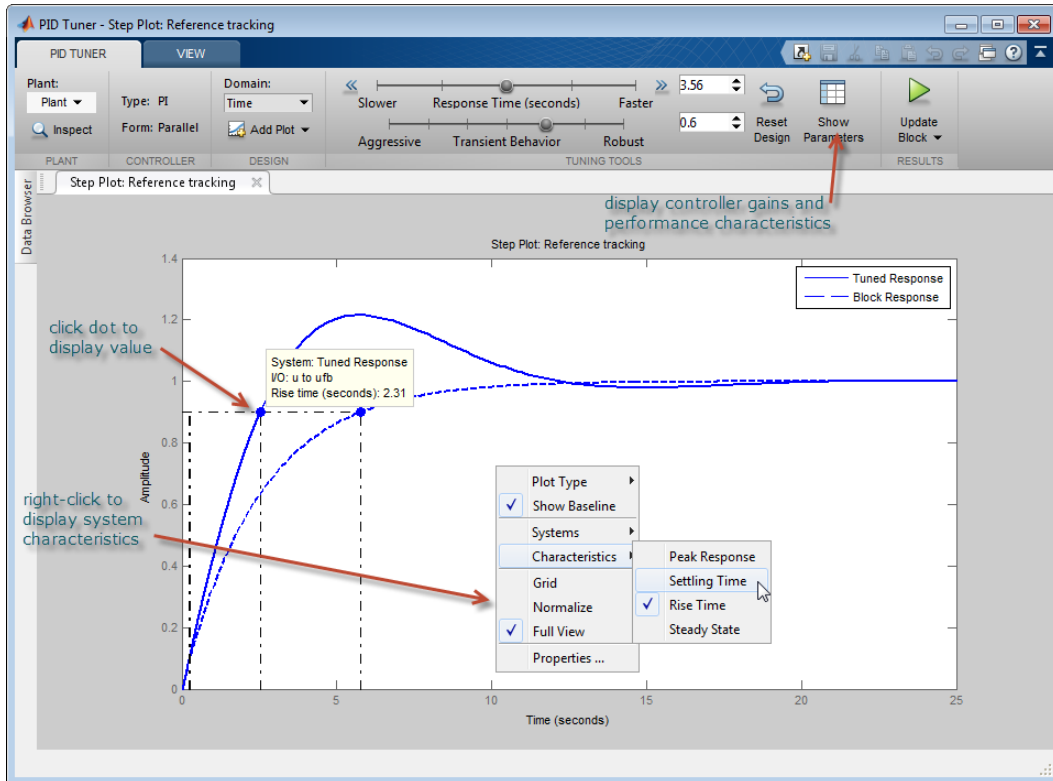 PID Tuner - Step Plot: Reference tracking
PID TUNER
VIEW
Plant:
Plant
Inspect
PLANT
Type: PI
Form: Parallel
CONTROLLER
Domain:
Time
Add Plot
DESIGN
Slower
Response Time (seconds)
Faster
3.56
Aggressive
Transient Behavior
Robust
0.6
Reset
Design
Show
Parameters
TUNING TOOLS
Update
Block
RESULTS
Data Browser
Step Plot: Reference tracking
display controller gains and
performance characteristics
Step Plot: Reference tracking
Tuned Response
Block Response
click dot to
display value
System: Tuned Response
I/O: u to ufb
Rise time (seconds): 2.31
right-click to
display system
characteristics
Amplitude
1.4
1.2
1
0.8
0.6
0.4
0.2
0
Plot Type
Show Baseline
Systems
Characteristics
Grid
Normalize
Full View
Properties ...
Peak Response
Settling Time
Rise Time
Steady State
0
5
10
15
20
25
Time (seconds)